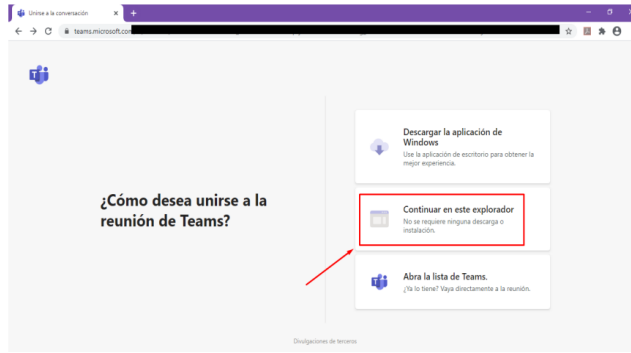 Unirse a la conversación
teams.microsoft.com
Descargar la aplicación de
Windows
Use la aplicación de escritorio para obtener la
mejor experiencia.
¿Cómo desea unirse a la
reunión de Teams?
Continuar en este explorador
No se requiere ninguna descarga o
instalación.
Abra la lista de Teams.
¿Ya lo tiene? Vaya directamente a la reunión.
Divulgaciones de terceros